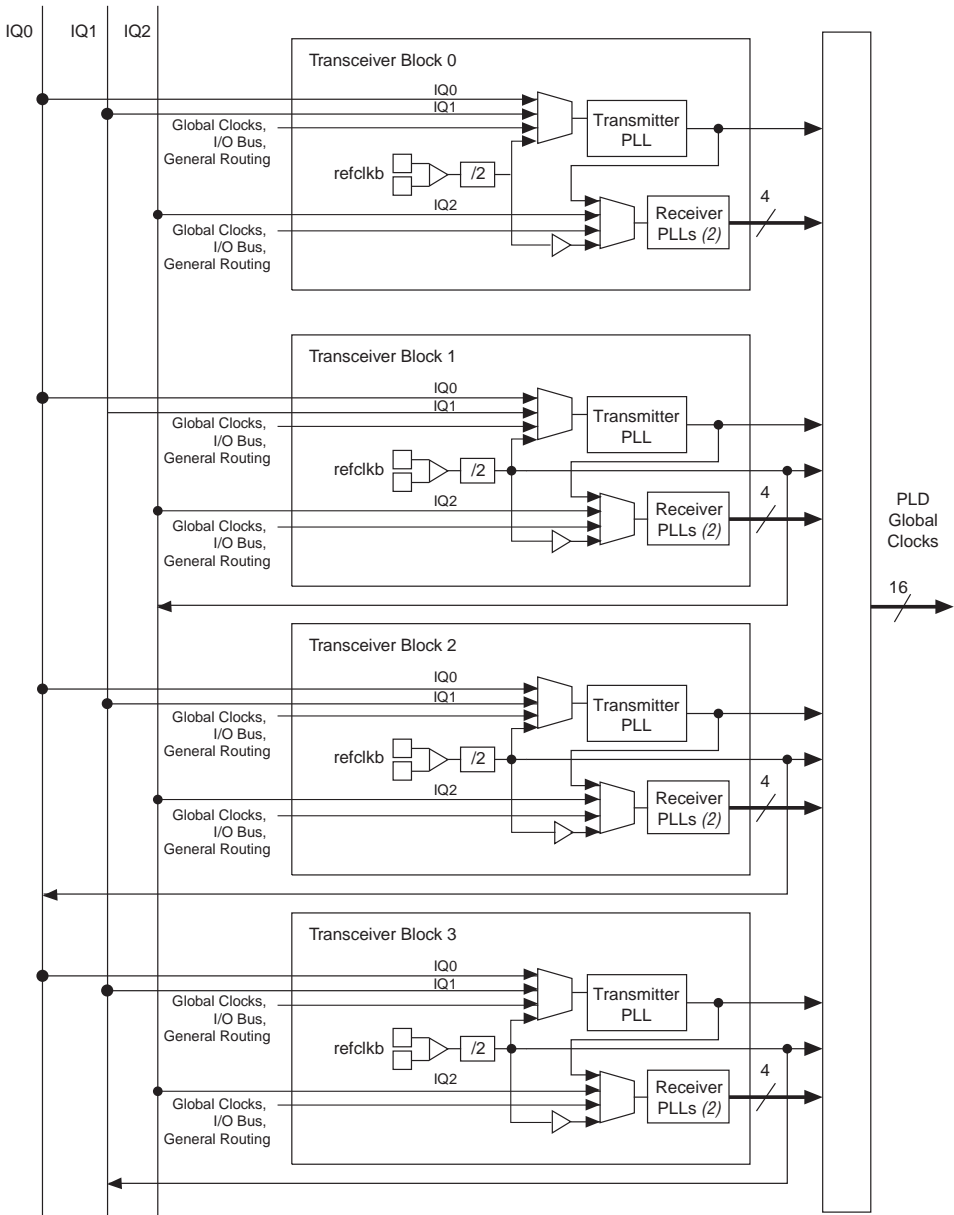 IQ0
IQ1
IQ2
Transceiver Block 0
IQ0
IQ1
Global Clocks,
I/O Bus,
General Routing
Transmitter
PLL
refclkb
/2
IQ2
Global Clocks,
I/O Bus,
General Routing
Receiver
PLLs (2)
4
Transceiver Block 1
IQ0
IQ1
Global Clocks,
I/O Bus,
General Routing
Transmitter
PLL
refclkb
/2
IQ2
Global Clocks,
I/O Bus,
General Routing
Receiver
PLLs (2)
4
PLD
Global
Clocks
16
Transceiver Block 2
IQ0
IQ1
Global Clocks,
I/O Bus,
General Routing
Transmitter
PLL
refclkb
/2
IQ2
Global Clocks,
I/O Bus,
General Routing
Receiver
PLLs (2)
4
Transceiver Block 3
IQ0
IQ1
Global Clocks,
I/O Bus,
General Routing
Transmitter
PLL
refclkb
/2
IQ2
Global Clocks,
I/O Bus,
General Routing
Receiver
PLLs (2)
4